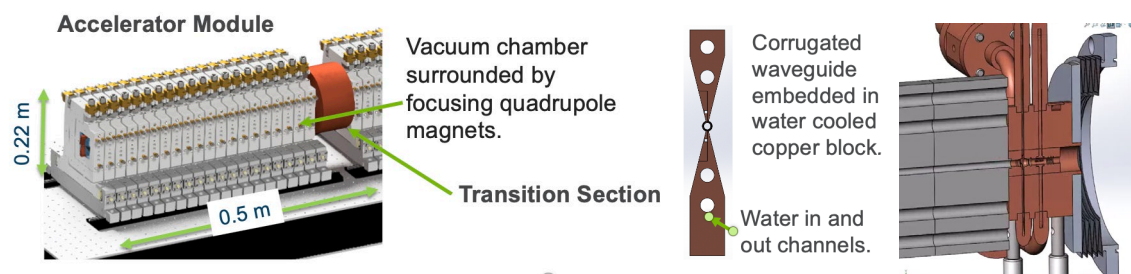 Accelerator Module
0.22 m
0.5 m
Vacuum chamber
surrounded by
focusing quadrupole
magnets.
Transition Section
Corrugated
waveguide
embedded in
water cooled
copper block.
Water in and
out channels.